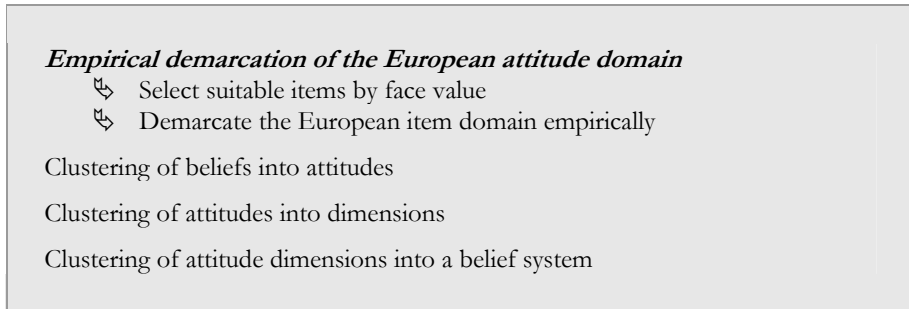 Empirical demarcation of the European attitude domain
Select suitable items by face value
Demarcate the European item domain empirically
Clustering of beliefs into attitudes
Clustering of attitudes into dimensions
Clustering of attitude dimensions into a belief system